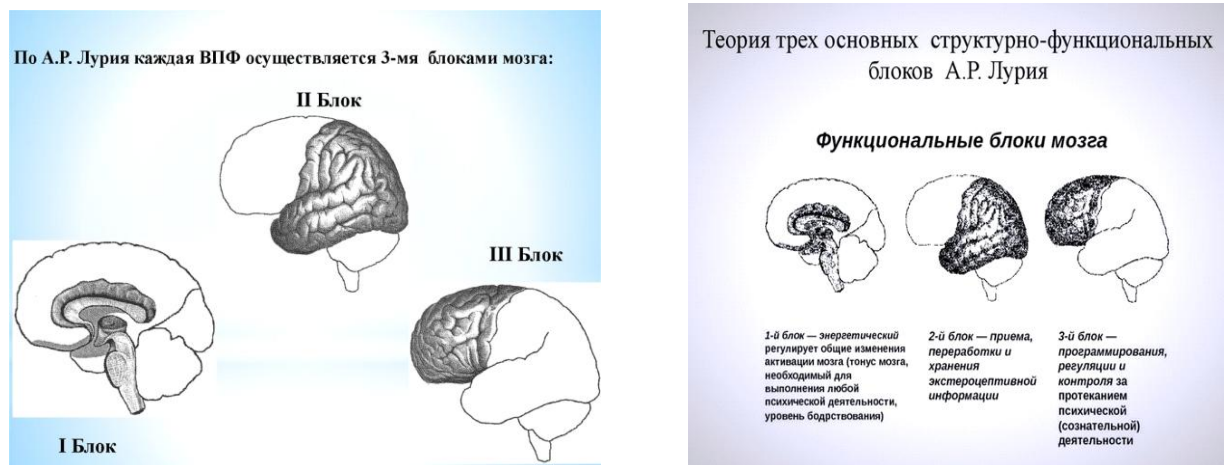 По А.Р. Лурия каждая ВПФ осуществляется 3-мя блоками мозга:
II Блок
III Блок
I Блок
Теория трех основных структурно-функциональных
блоков А.Р. Лурия
Функциональные блоки мозга
1-й блок — энергетический
регулирует общие изменения
активации мозга (тонус мозга,
необходимый для
выполнения любой
психической деятельности,
уровень бодрствования)
2-й блок — приема,
переработки и
хранения
экстероцептивной
информации
3-й блок —
программирования,
регуляции и
контроля за
протеканием
психической
(сознательной)
деятельности